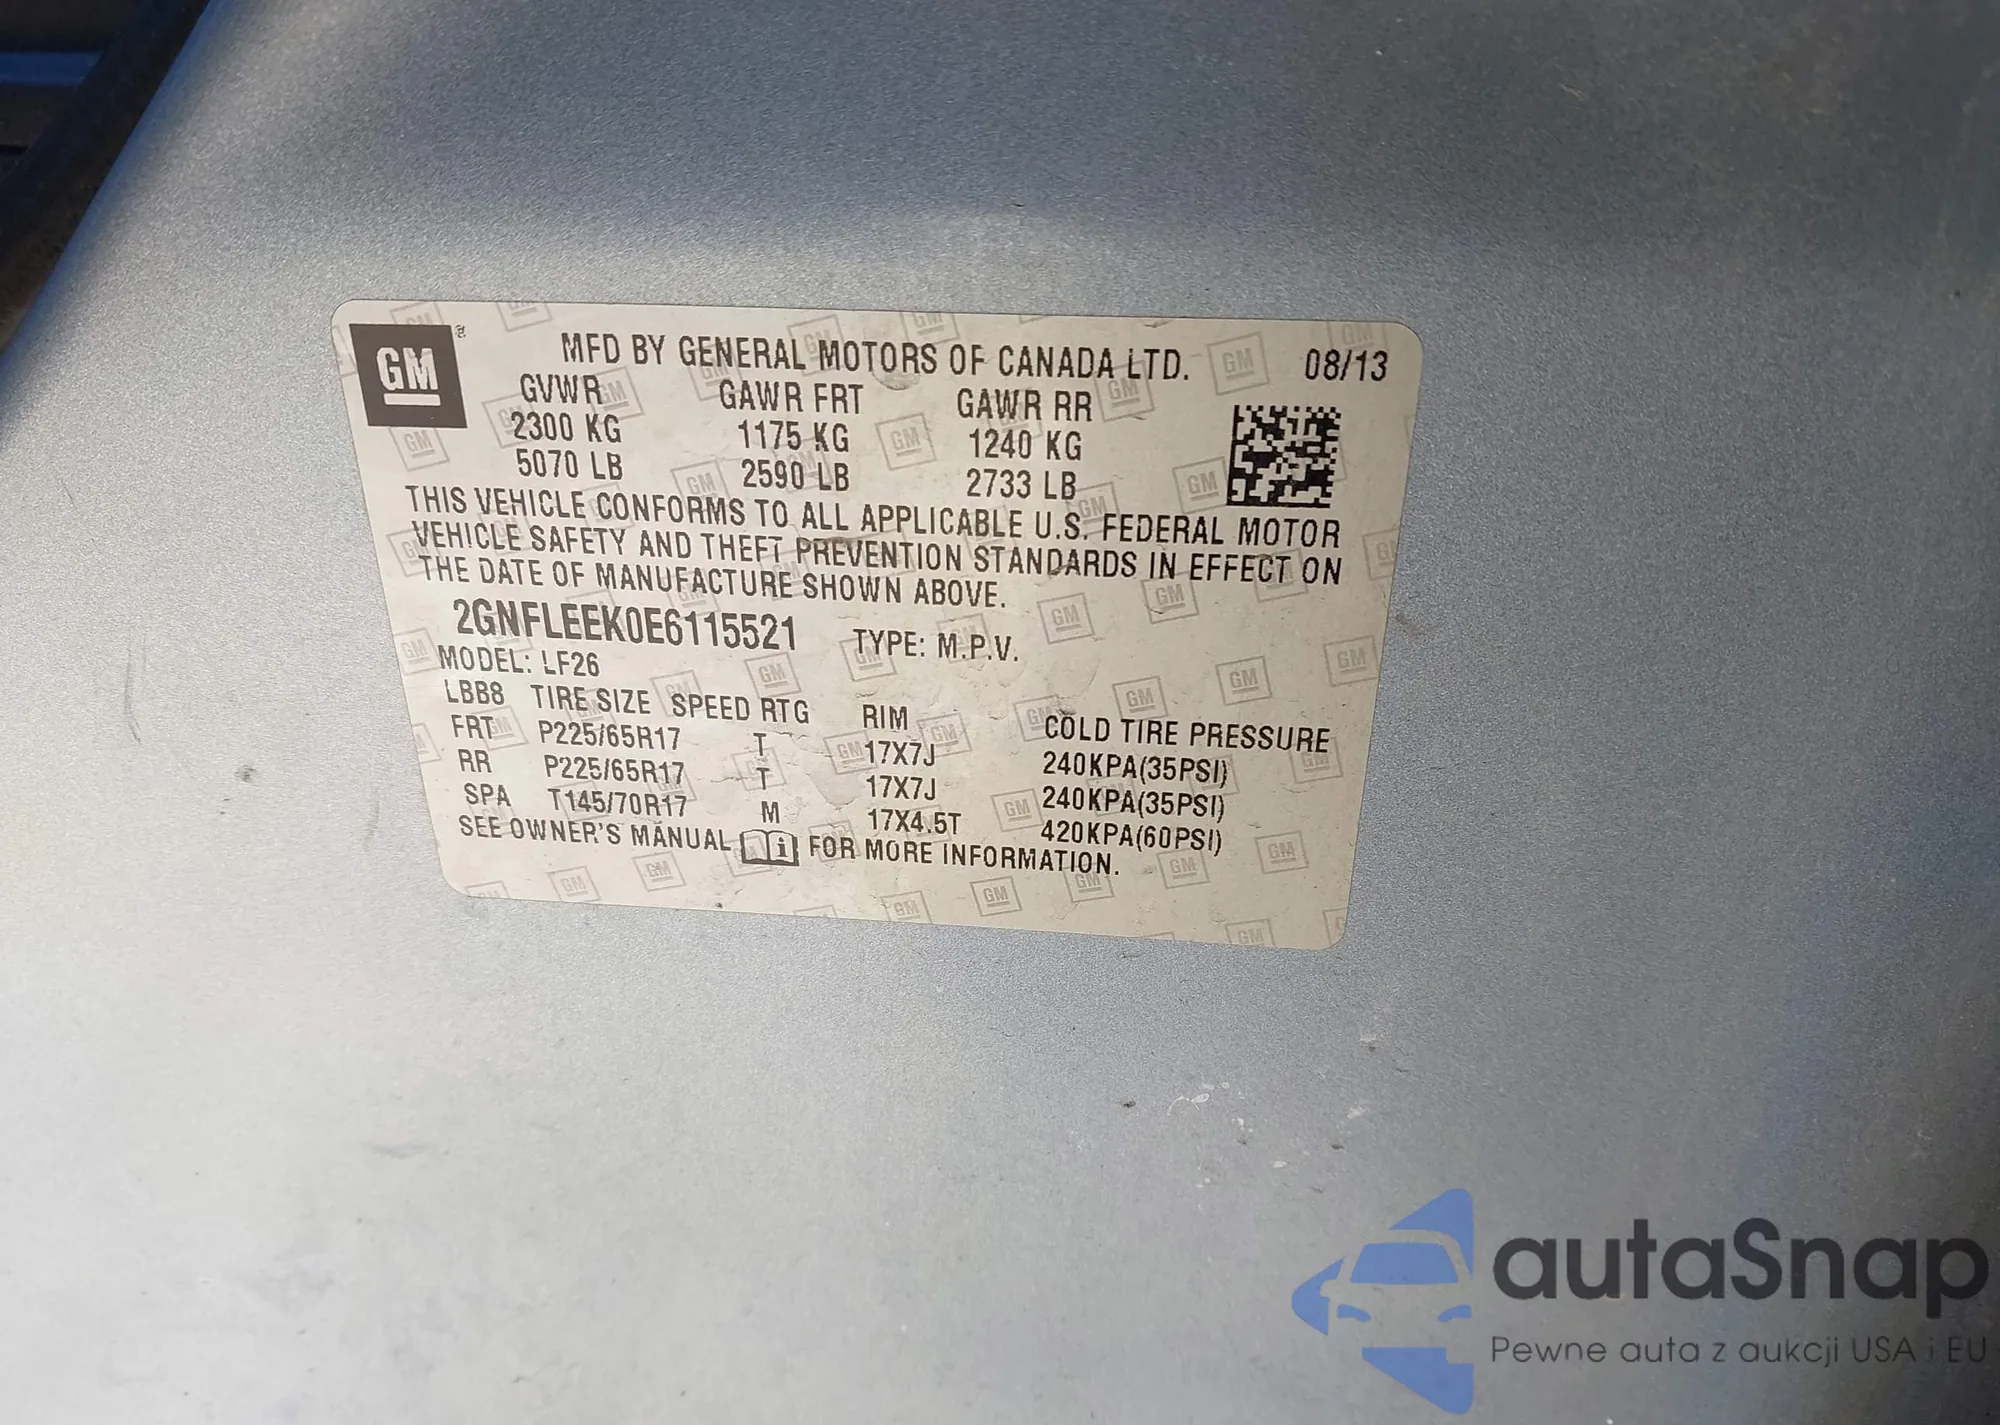 GM
MFD BY GENERAL MOTORS OF CANADA LTD. 08/13
GVWR GAWR FRT GAWR RR
2300 KG 1175 KG 1240 KG
5070 LB 2590 LB 2733 LB
THIS VEHICLE CONFORMS TO ALL APPLICABLE U.S. FEDERAL MOTOR
VEHICLE SAFETY AND THEFT PREVENTION STANDARDS IN EFFECT ON
THE DATE OF MANUFACTURE SHOWN ABOVE.
2GNFLEEK0E6115521 TYPE: M.P.V.
MODEL: LF26
LBB8 TIRE SIZE SPEED RTG RIM COLD TIRE PRESSURE
FRT P225/65R17 T 17X7J 240KPA(35PSI)
RR P225/65R17 T 17X7J 240KPA(35PSI)
SPA T145/70R17 M 17X4.5T 420KPA(60PSI)
SEE OWNER'S MANUAL FOR MORE INFORMATION.
autaSnap
Pewne auta z aukcji USA i EU